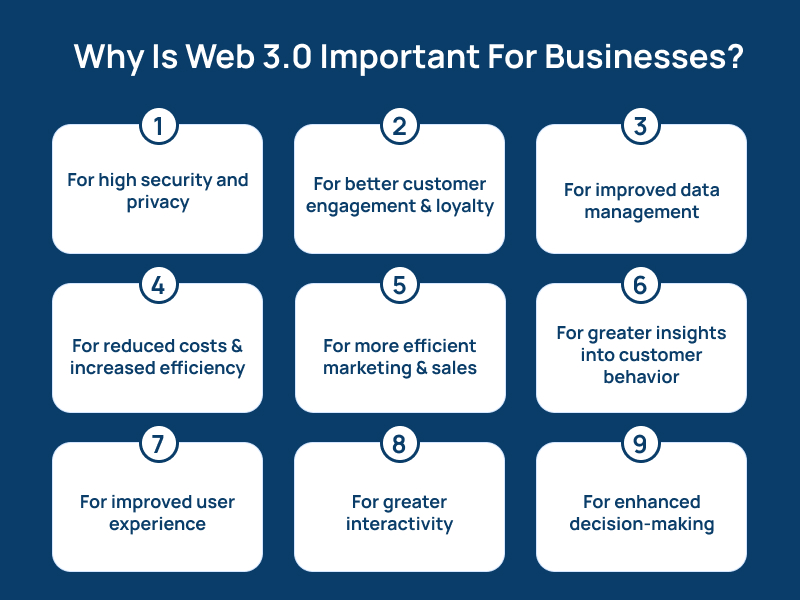 Why Is Web 3.0 Important For Businesses?
1
For high security and
privacy
2
For better customer
engagement & loyalty
3
For improved data
management
4
For reduced costs &
increased efficiency
5
For more efficient
marketing & sales
6
For greater insights
into customer
behavior
7
For improved user
experience
8
For greater
interactivity
9
For enhanced
decision-making